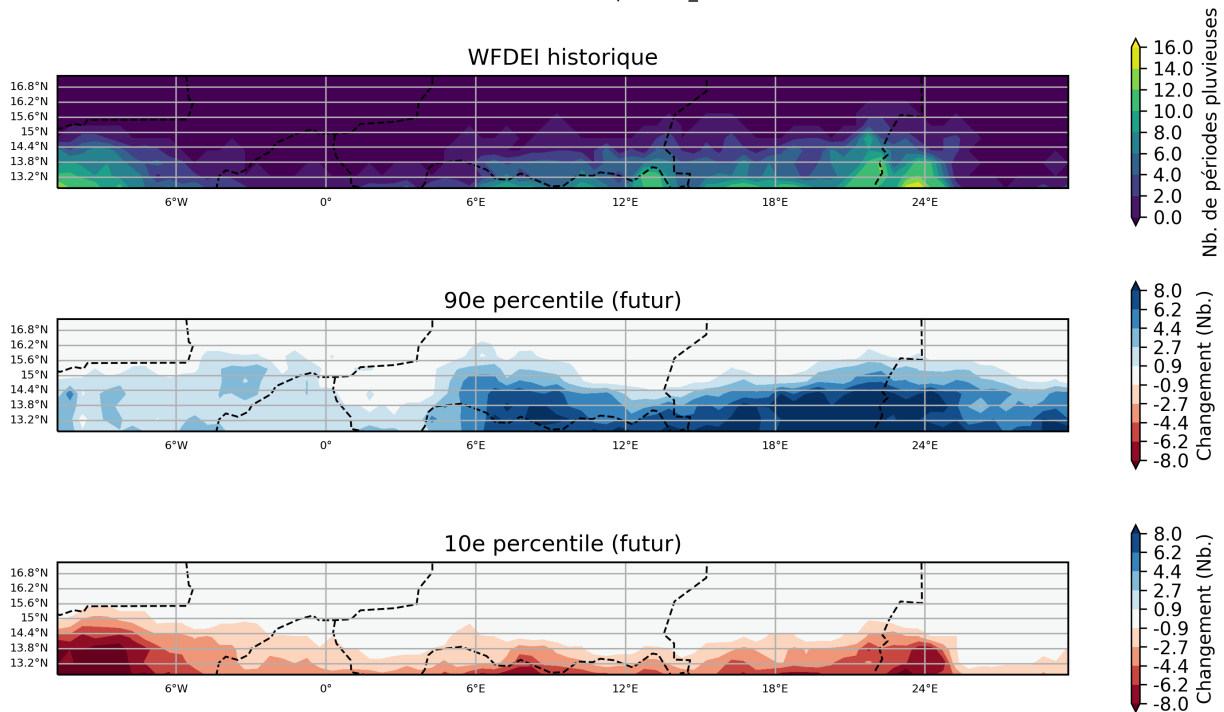 WFDEI historique
16.8°N
16.2°N
15.6°N
15°N
14.4°N
13.8°N
13.2°N
6°W
0°
6°E
12°E
18°E
24°E
16.0
14.0
12.0
10.0
8.0
6.0
4.0
2.0
0.0
Nb. de périodes pluvieuses
90e percentile (futur)
16.8°N
16.2°N
15.6°N
15°N
14.4°N
13.8°N
13.2°N
6°W
0°
6°E
12°E
18°E
24°E
8.0
6.2
4.4
2.7
0.9
-0.9
-2.7
-4.4
-6.2
-8.0
Changement (Nb.)
10e percentile (futur)
16.8°N
16.2°N
15.6°N
15°N
14.4°N
13.8°N
13.2°N
6°W
0°
6°E
12°E
18°E
24°E
8.0
6.2
4.4
2.7
0.9
-0.9
-2.7
-4.4
-6.2
-8.0
Changement (Nb.)